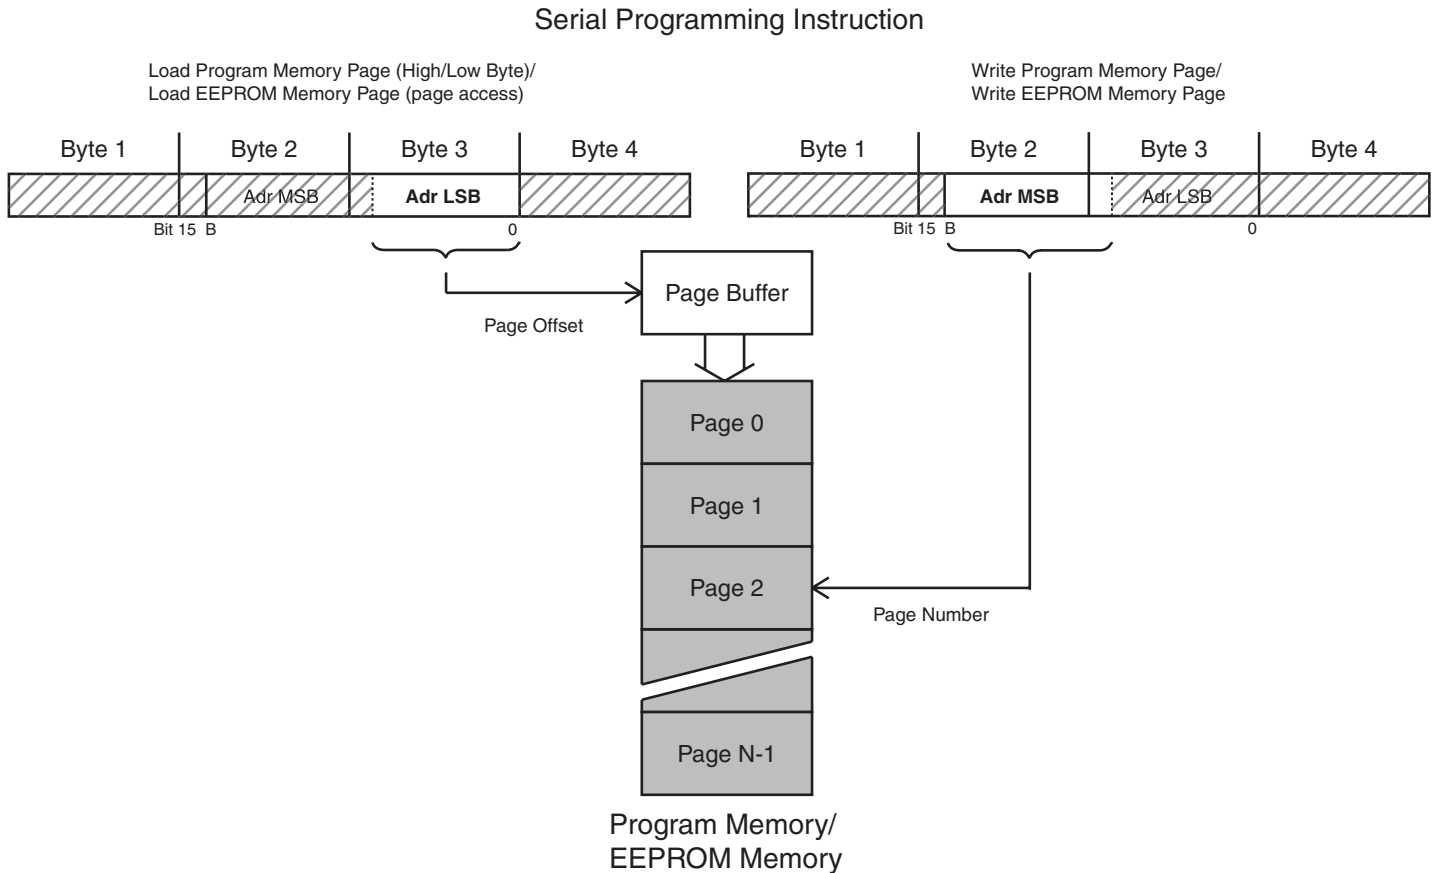 Serial Programming Instruction
Load Program Memory Page (High/Low Byte)/
Load EEPROM Memory Page (page access)
Write Program Memory Page/
Write EEPROM Memory Page
Byte 1 Byte 2 Byte 3 Byte 4
Adr MSB Adr LSB
Bit 15 B 0
Byte 1 Byte 2 Byte 3 Byte 4
Adr MSB Adr LSB
Bit 15 B 0
Page Buffer
Page Offset
Page 0
Page 1
Page 2
Page Number
Page N-1
Program Memory/
EEPROM Memory